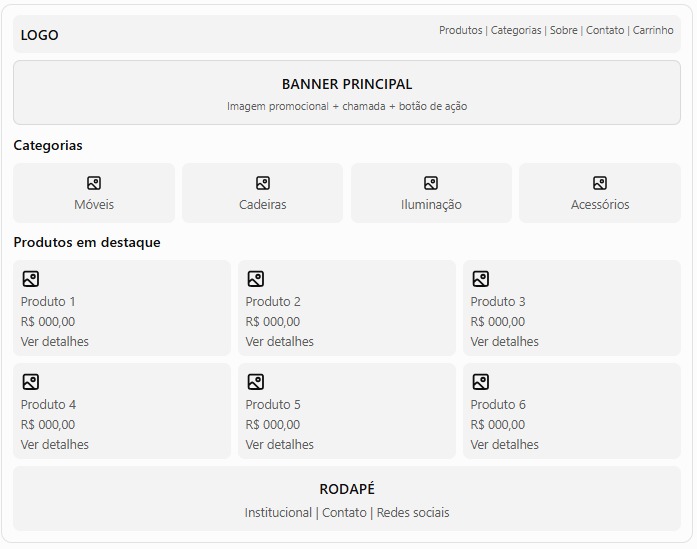 LOGO
Produtos | Categorias | Sobre | Contato | Carrinho
BANNER PRINCIPAL
Imagem promocional + chamada + botão de ação
Categorias
Móveis
Cadeiras
Iluminação
Acessórios
Produtos em destaque
Produto 1
R$ 000,00
Ver detalhes
Produto 2
R$ 000,00
Ver detalhes
Produto 3
R$ 000,00
Ver detalhes
Produto 4
R$ 000,00
Ver detalhes
Produto 5
R$ 000,00
Ver detalhes
Produto 6
R$ 000,00
Ver detalhes
RODAPÉ
Institucional | Contato | Redes sociais